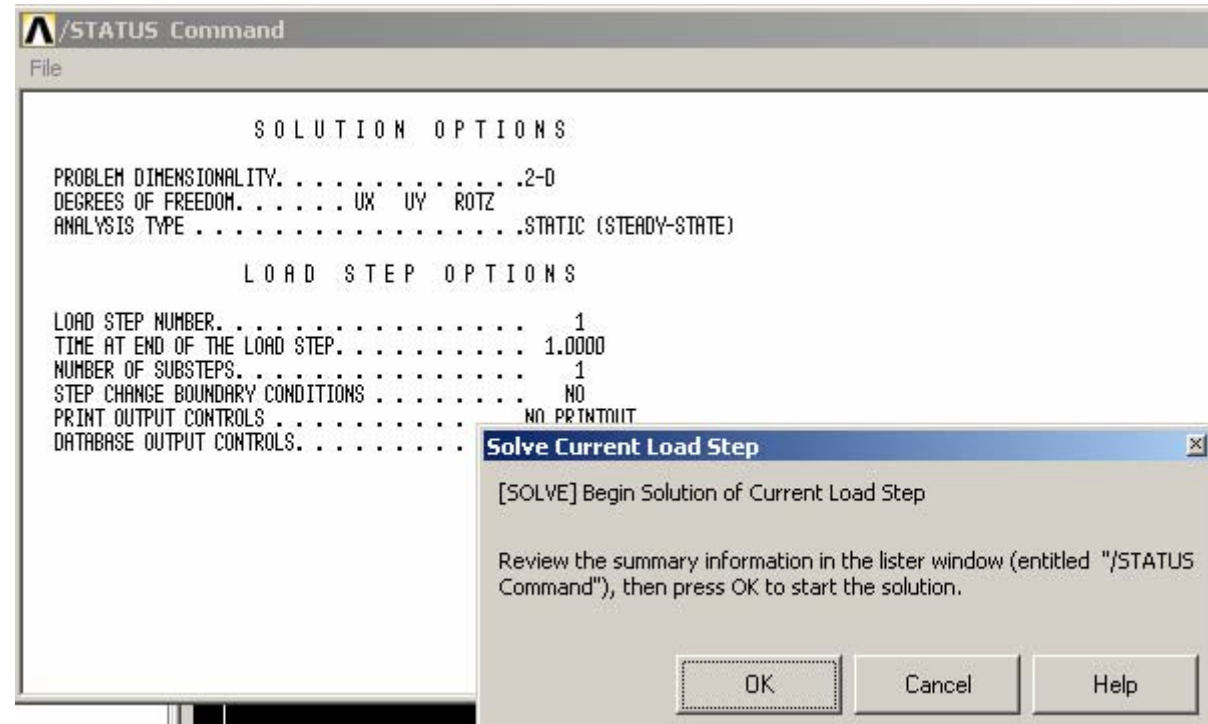 /STATUS Command
File
SOLUTION OPTIONS
PROBLEM DIMENSIONALITY. . . . . . . . . . . . .2-D
DEGREES OF FREEDOM. . . . . . UX UY ROTZ
ANALYSIS TYPE . . . . . . . . . . . . . . . . .STATIC (STEADY-STATE)
LOAD STEP OPTIONS
LOAD STEP NUMBER. . . . . . . . . . . . . . . . 1
TIME AT END OF THE LOAD STEP. . . . . . . . . . 1.0000
NUMBER OF SUBSTEPS. . . . . . . . . . . . . . . 1
STEP CHANGE BOUNDARY CONDITIONS . . . . . . . . NO
PRINT OUTPUT CONTROLS . . . . . . . . . . . . .NO PRINTOUT
DATABASE OUTPUT CONTROLS. . . . . . . . . .
Solve Current Load Step
[SOLVE] Begin Solution of Current Load Step
Review the summary information in the lister window (entitled "/STATUS
Command"), then press OK to start the solution.
OK Cancel Help